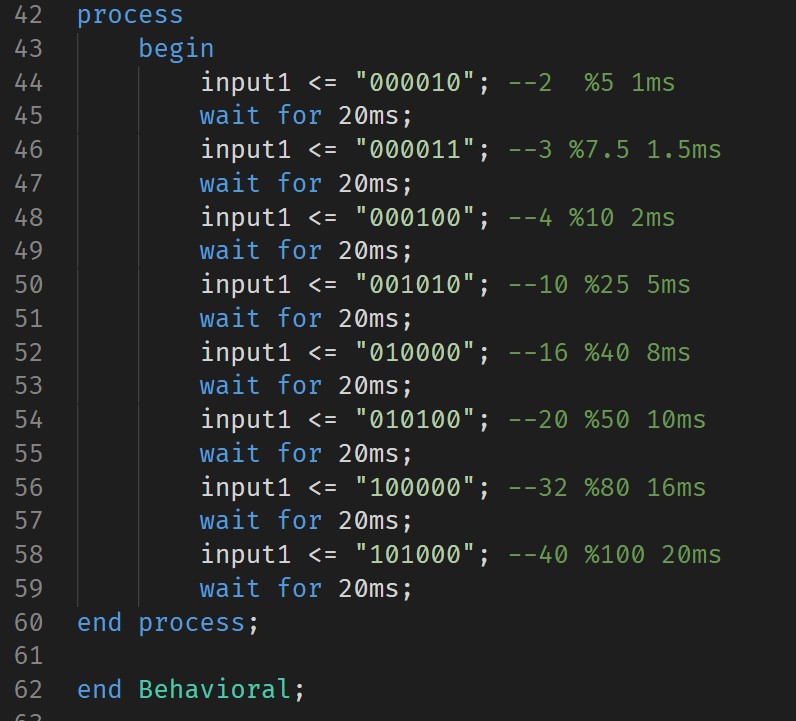 42 process
43 begin
44 input1 <= "000010"; --2  %5 1ms
45 wait for 20ms;
46 input1 <= "000011"; --3 %7.5 1.5ms
47 wait for 20ms;
48 input1 <= "000100"; --4 %10 2ms
49 wait for 20ms;
50 input1 <= "001010"; --10 %25 5ms
51 wait for 20ms;
52 input1 <= "010000"; --16 %40 8ms
53 wait for 20ms;
54 input1 <= "010100"; --20 %50 10ms
55 wait for 20ms;
56 input1 <= "100000"; --32 %80 16ms
57 wait for 20ms;
58 input1 <= "101000"; --40 %100 20ms
59 wait for 20ms;
60 end process;
61
62 end Behavioral;